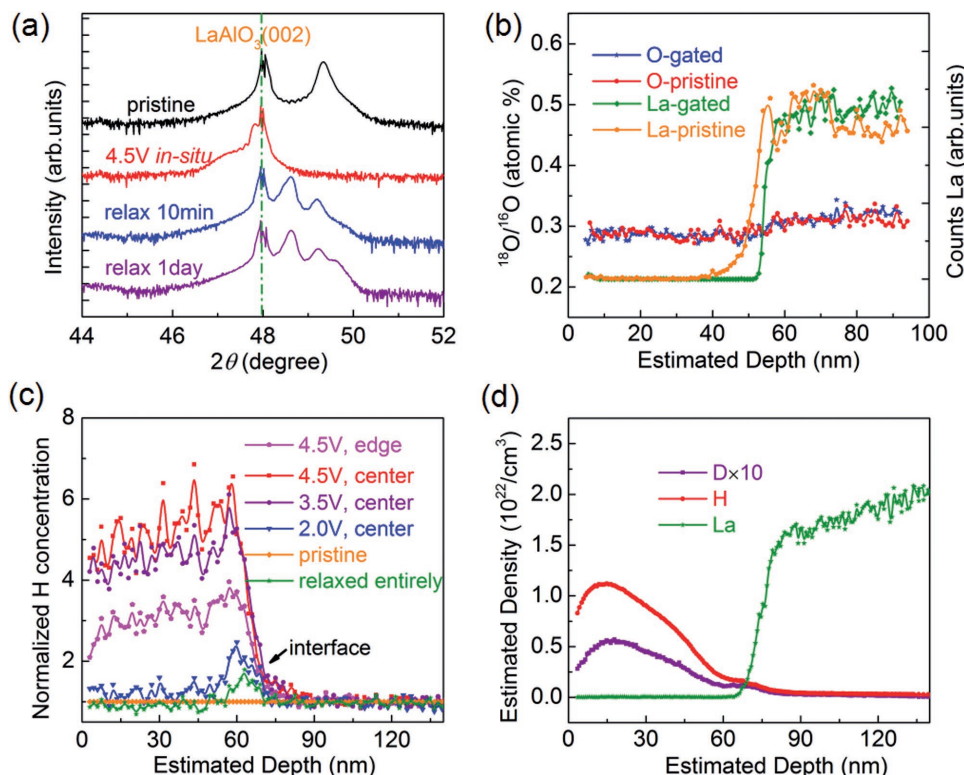 (a)
LaAlO3(002)
pristine
4.5V in-situ
relax 10min
relax 1day
Intensity (arb.units)
44 46 48 50 52
2θ (degree)
(b)
O-gated
O-pristine
La-gated
La-pristine
18O/16O (atomic %)
0.6
0.5
0.4
0.3
0.2
Counts La (arb.units)
0 20 40 60 80 100
Estimated Depth (nm)
(c)
4.5V, edge
4.5V, center
3.5V, center
2.0V, center
pristine
relaxed entirely
interface
Normalized H concentration
8
6
4
2
0 30 60 90 120
Estimated Depth (nm)
(d)
D×10
H
La
Estimated Density (10²²/cm³)
2.5
2.0
1.5
1.0
0.5
0.0
0 30 60 90 120
Estimated Depth (nm)